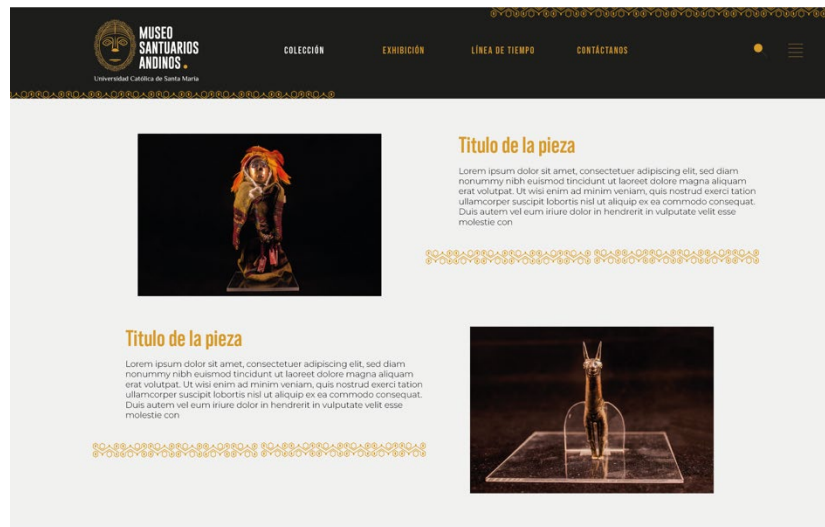 MUSEO
SANTUARIOS
ANDINOS.
Universidad Católica de Santa María
COLECCIÓN
EXHIBICIÓN
LÍNEA DE TIEMPO
CONTÁCTANOS
Titulo de la pieza
Lorem ipsum dolor sit amet, consectetuer adipiscing elit, sed diam
nonummy nibh euismod tincidunt ut laoreet dolore magna aliquam
erat volutpat. Ut wisi enim ad minim veniam, quis nostrud exerci tation
ullamcorper suscipit lobortis nisl ut aliquip ex ea commodo consequat.
Duis autem vel eum iriure dolor in hendrerit in vulputate velit esse
molestie con
Titulo de la pieza
Lorem ipsum dolor sit amet, consectetuer adipiscing elit, sed diam
nonummy nibh euismod tincidunt ut laoreet dolore magna aliquam
erat volutpat. Ut wisi enim ad minim veniam, quis nostrud exerci tation
ullamcorper suscipit lobortis nisl ut aliquip ex ea commodo consequat.
Duis autem vel eum iriure dolor in hendrerit in vulputate velit esse
molestie con